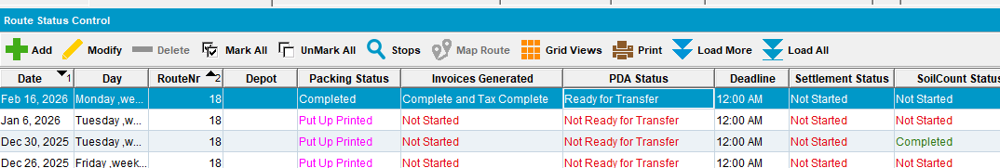 Route Status Control
Add Modify Delete Mark All UnMark All Stops Map Route Grid Views Print Load More Load All
Date 1 Day RouteNr 2 Depot Packing Status Invoices Generated PDA Status Deadline Settlement Status SoilCount Status
Feb 16, 2026 Monday ,we... 18 Completed Complete and Tax Complete Ready for Transfer 12:00 AM Not Started Not Started
Jan 6, 2026 Tuesday ,w... 18 Put Up Printed Not Started Not Ready for Transfer 12:00 AM Not Started Not Started
Dec 30, 2025 Tuesday ,w... 18 Put Up Printed Not Started Not Ready for Transfer 12:00 AM Not Started Completed
Dec 26, 2025 Friday ,week... 18 Put Up Printed Not Started Not Ready for Transfer 12:00 AM Not Started Not Started